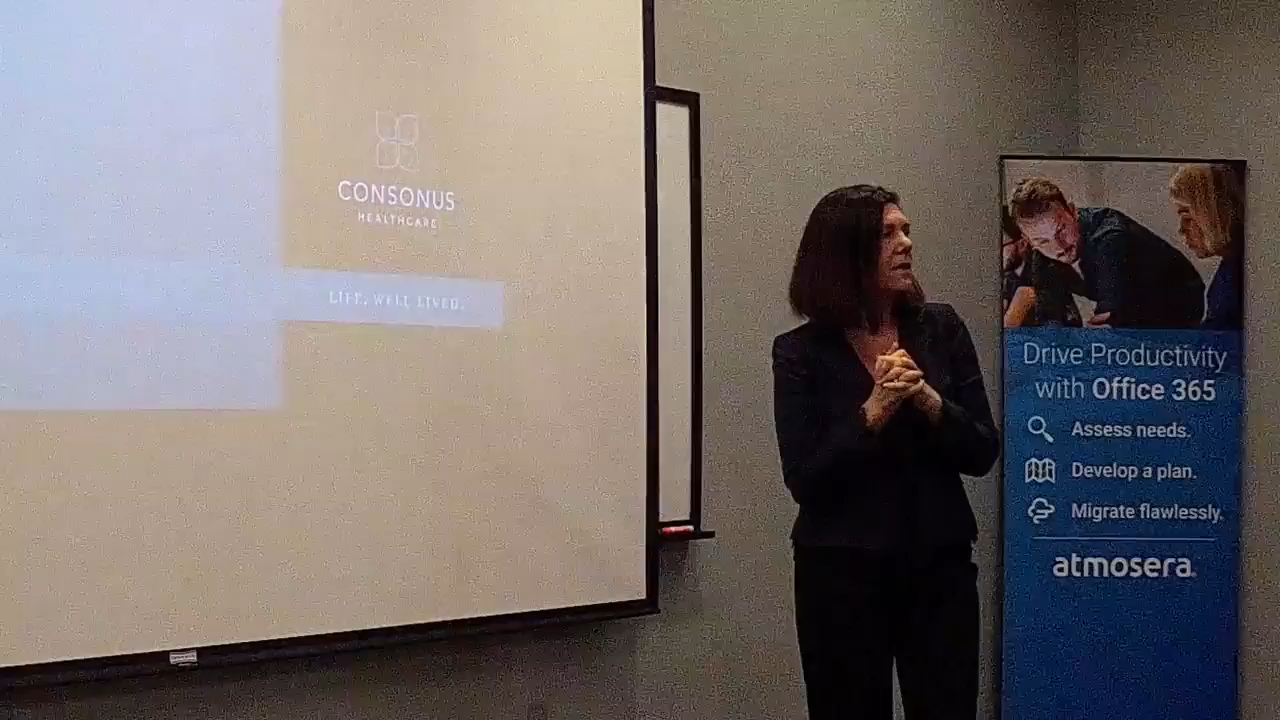 CONSONUS
HEALTHCARE
LIFE. WELL LIVED.
Drive Productivity
with Office 365
Assess needs.
Develop a plan.
Migrate flawlessly.
atmosera